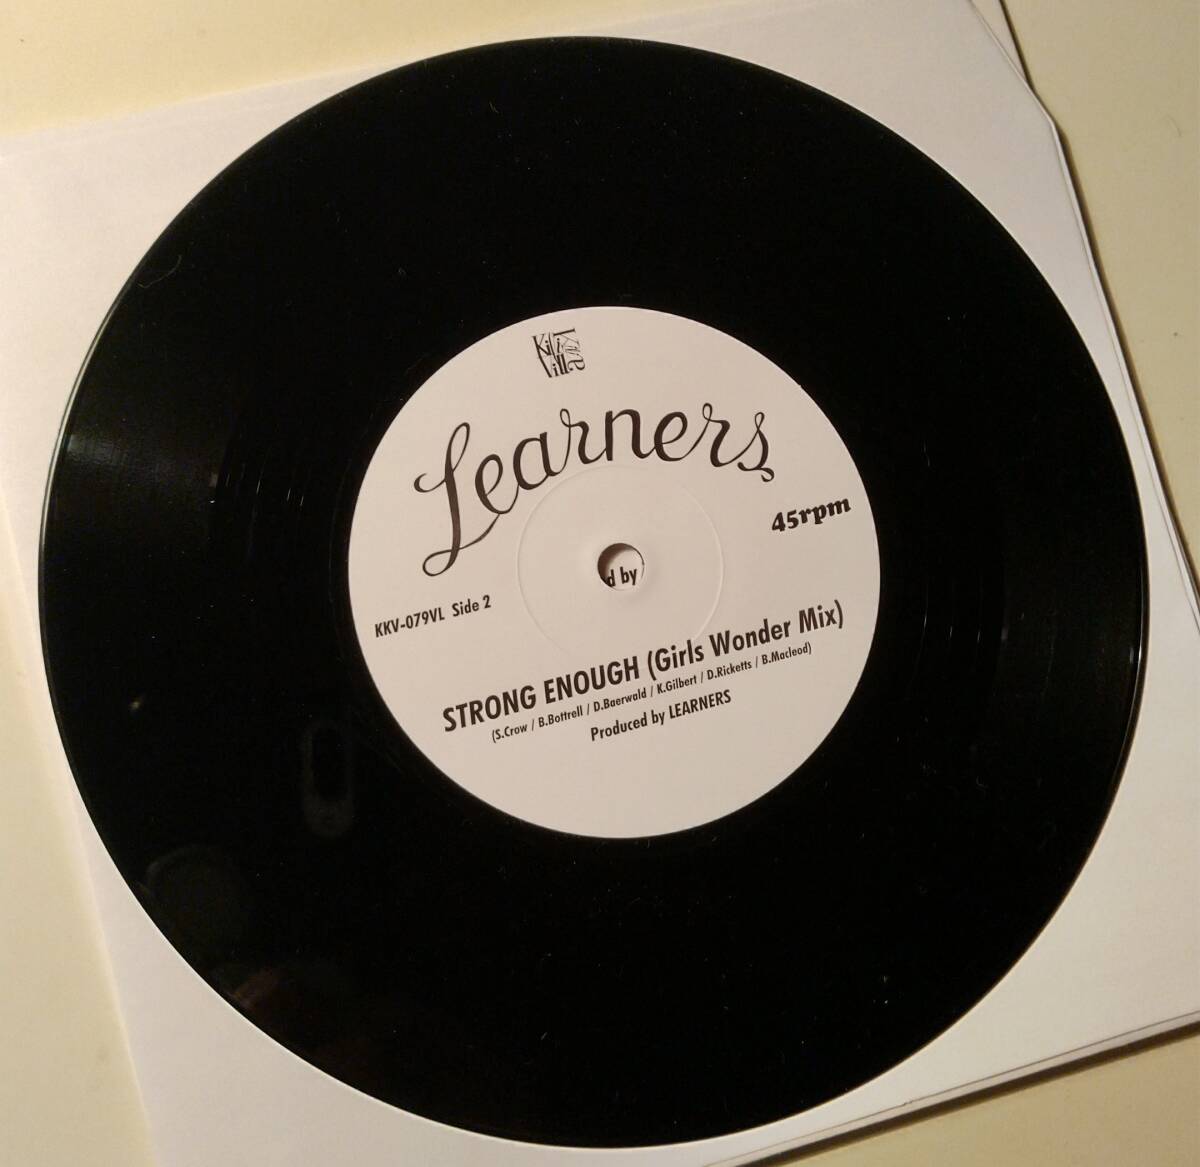 KiliKiliVilla
Learners
45rpm
d by
KKV-079VL Side 2
STRONG ENOUGH (Girls Wonder Mix)
(S.Crow / B.Bottrell / D.Baerwald / K.Gilbert / D.Ricketts / B.Macleod)
Produced by LEARNERS